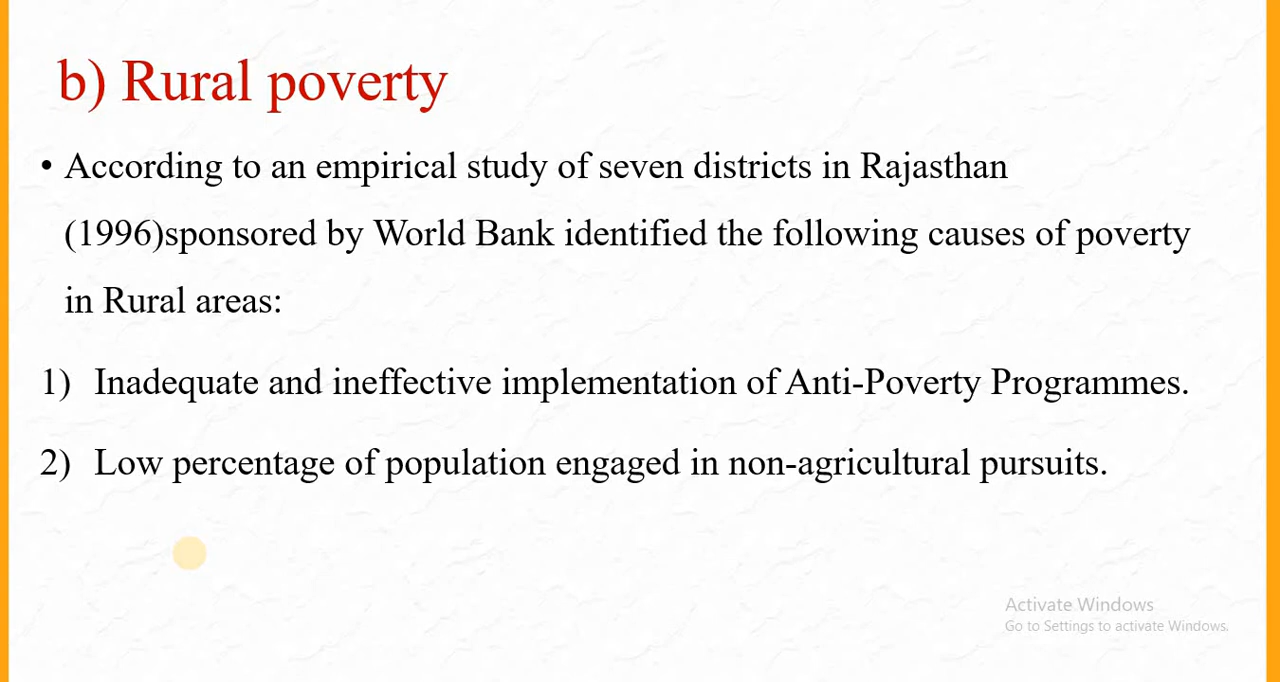 b) Rural poverty
• According to an empirical study of seven districts in Rajasthan
(1996)sponsored by World Bank identified the following causes of poverty
in Rural areas:
1) Inadequate and ineffective implementation of Anti-Poverty Programmes.
2) Low percentage of population engaged in non-agricultural pursuits.
Activate Windows
Go to Settings to activate Windows.